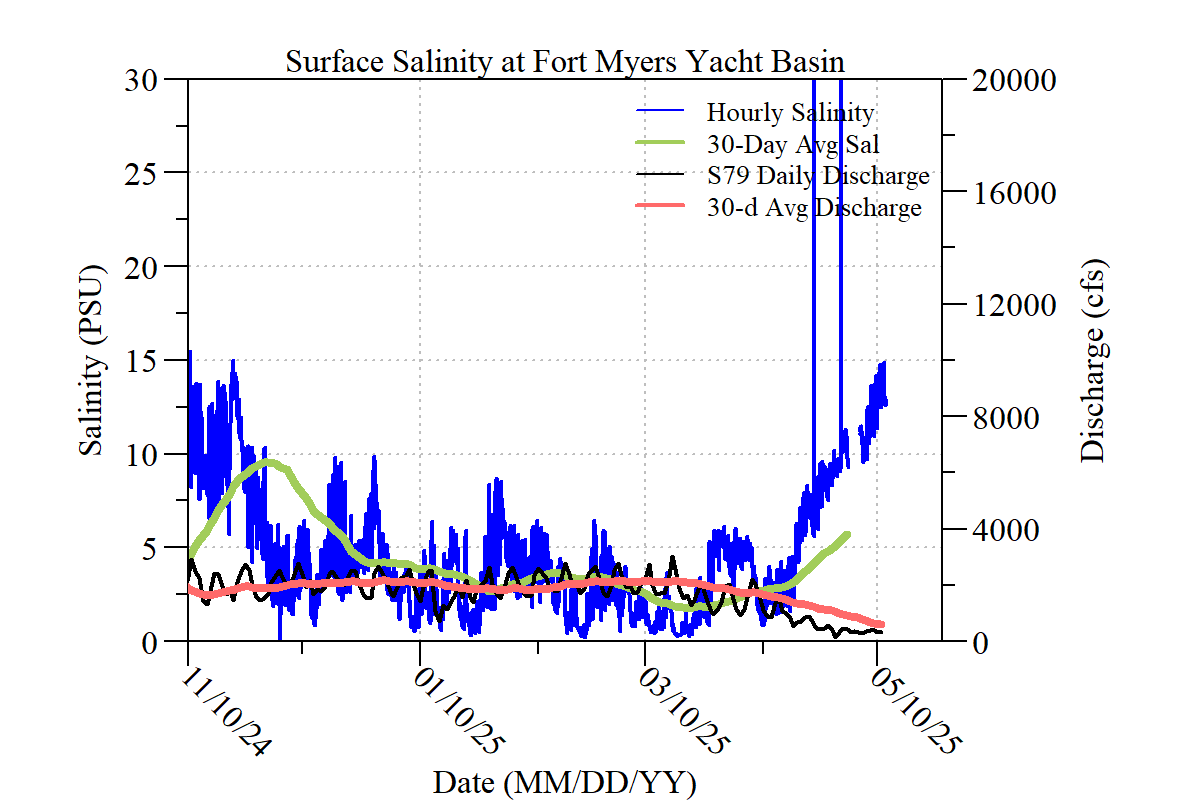 Surface Salinity at Fort Myers Yacht Basin
30
25
20
15
10
5
0
Salinity (PSU)
Hourly Salinity
30-Day Avg Sal
S79 Daily Discharge
30-d Avg Discharge
20000
16000
12000
8000
4000
0
Discharge (cfs)
11/10/24
01/10/25
03/10/25
05/10/25
Date (MM/DD/YY)